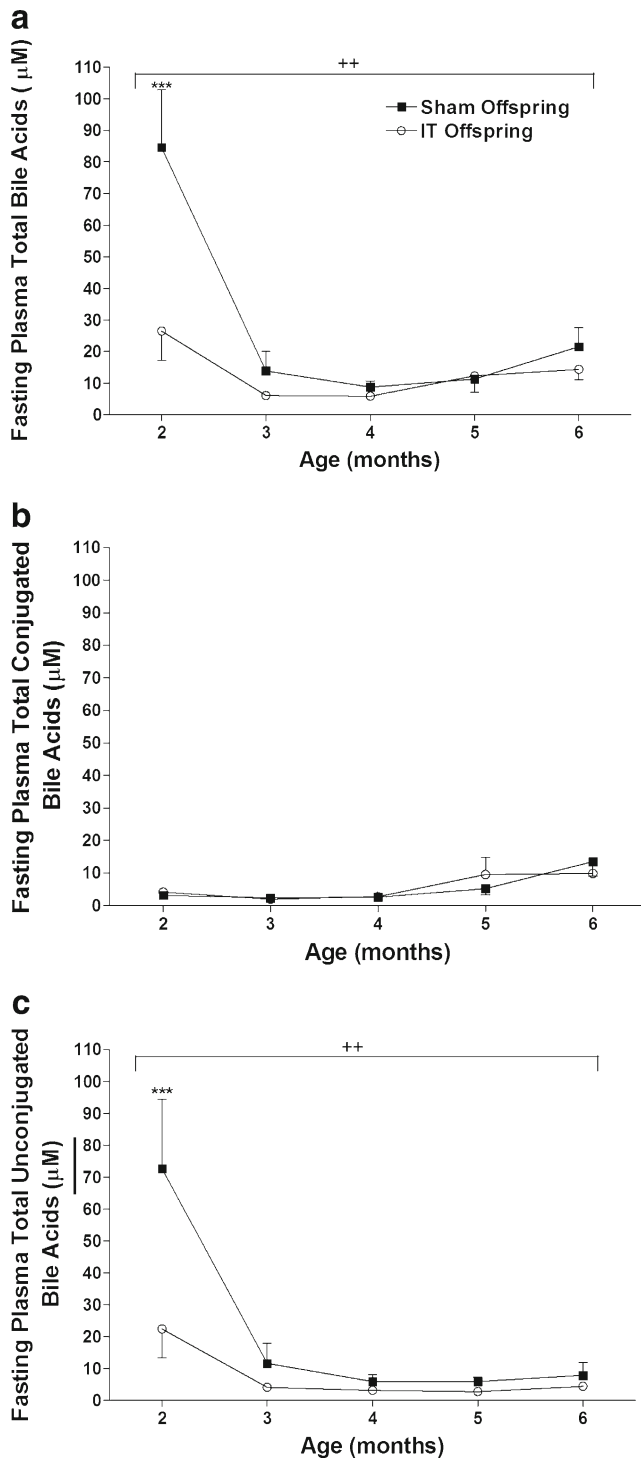 a
Fasting Plasma Total Bile Acids ( μM)
++
110
***
100
90
80
70
60
50
40
30
20
10
0
Sham Offspring
IT Offspring
2 3 4 5 6
Age (months)
b
Fasting Plasma Total Conjugated
Bile Acids (μM)
110
100
90
80
70
60
50
40
30
20
10
0
2 3 4 5 6
Age (months)
c
Fasting Plasma Total Unconjugated
Bile Acids (μM)
++
110
100
***
90
80
70
60
50
40
30
20
10
0
2 3 4 5 6
Age (months)